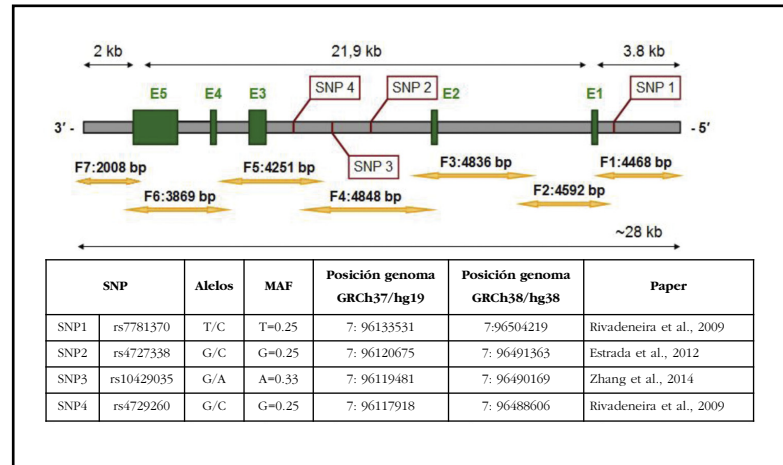 2 kb 21,9 kb 3.8 kb
E5 E4 E3 SNP 4 SNP 2 E2 E1 SNP 1
3’ - - 5’
SNP 3
F7:2008 bp F5:4251 bp F3:4836 bp F1:4468 bp
F6:3869 bp F4:4848 bp F2:4592 bp
~28 kb
SNP Alelos MAF Posición genoma GRCh37/hg19 Posición genoma GRCh38/hg38 Paper
SNP1 rs7781370 T/C T=0.25 7: 96133531 7:96504219 Rivadeneira et al., 2009
SNP2 rs4727338 G/C G=0.25 7: 96120675 7: 96491363 Estrada et al., 2012
SNP3 rs10429035 G/A A=0.33 7: 96119481 7: 96490169 Zhang et al., 2014
SNP4 rs4729260 G/C G=0.25 7: 96117918 7: 96488606 Rivadeneira et al., 2009